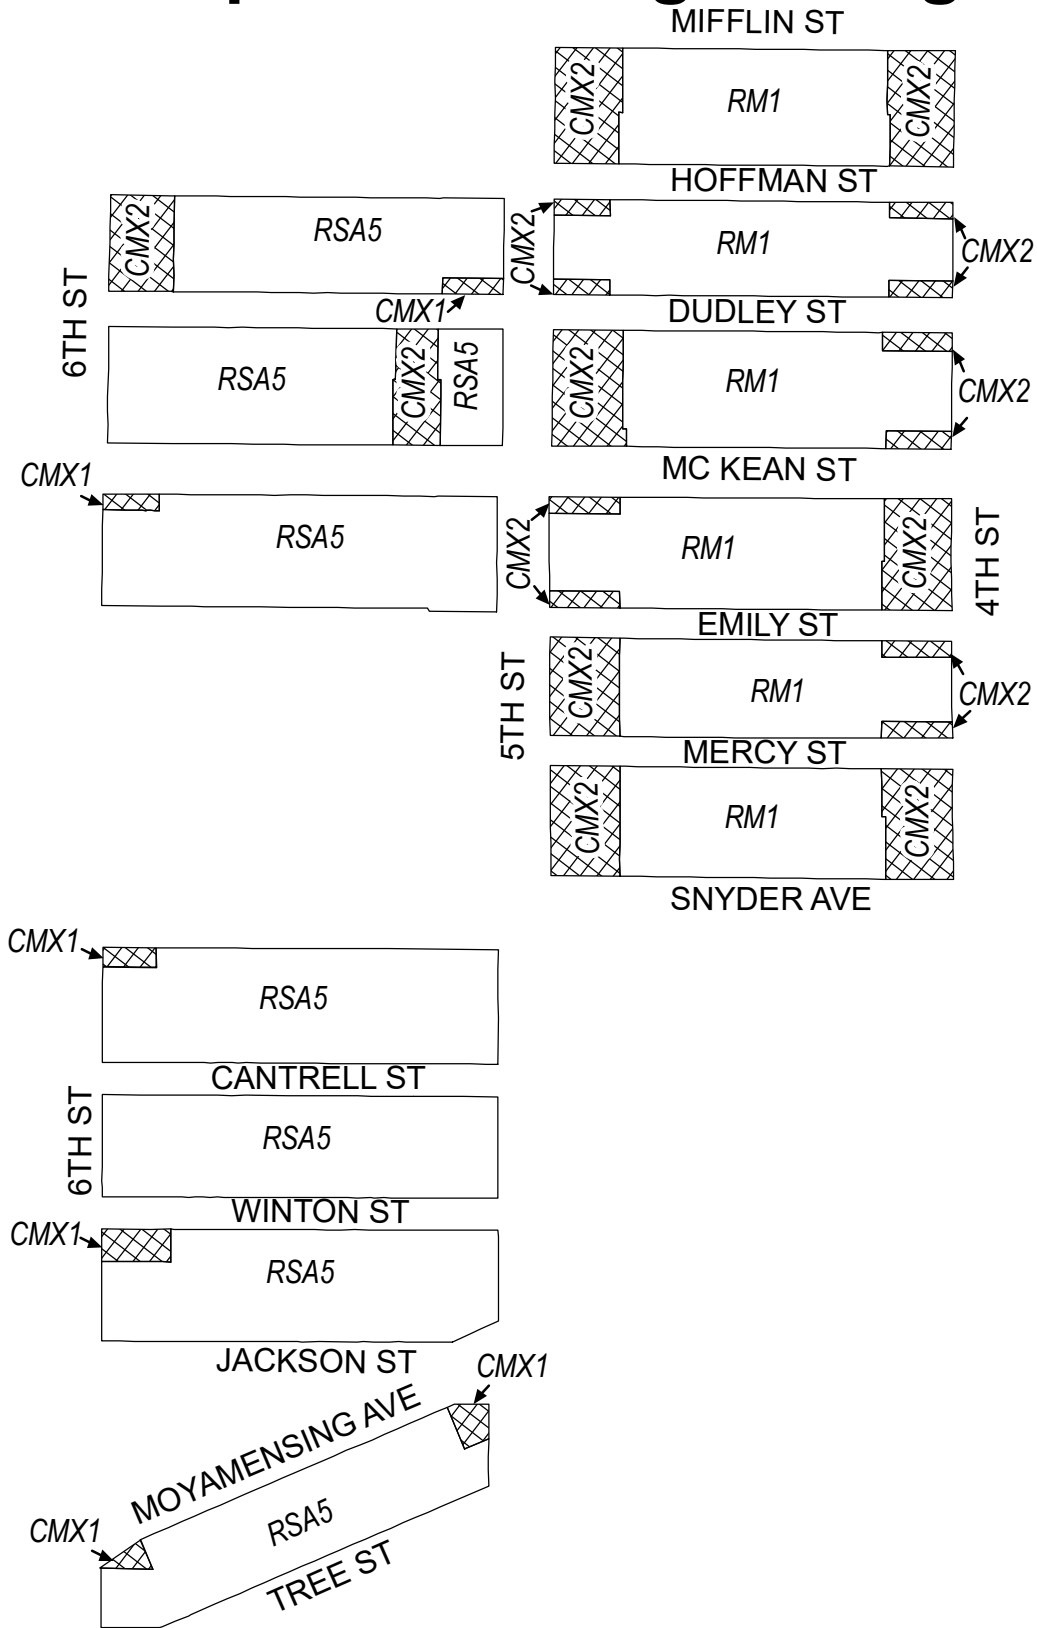 MIFFLIN ST
CMX2
RM1
CMX2
HOFFMAN ST
CMX2
RSA5
CMX1
CMX2
RM1
CMX2
6TH ST
DUDLEY ST
RSA5
CMX2
RSA5
CMX2
RM1
CMX2
MC KEAN ST
CMX1
RSA5
CMX2
RM1
CMX2
4TH ST
EMILY ST
5TH ST
CMX2
RM1
CMX2
MERCY ST
CMX2
RM1
CMX2
SNYDER AVE
CMX1
RSA5
CANTRELL ST
6TH ST
RSA5
WINTON ST
CMX1
RSA5
JACKSON ST
CMX1
MOYAMENSING AVE
RSA5
CMX1
TREE ST